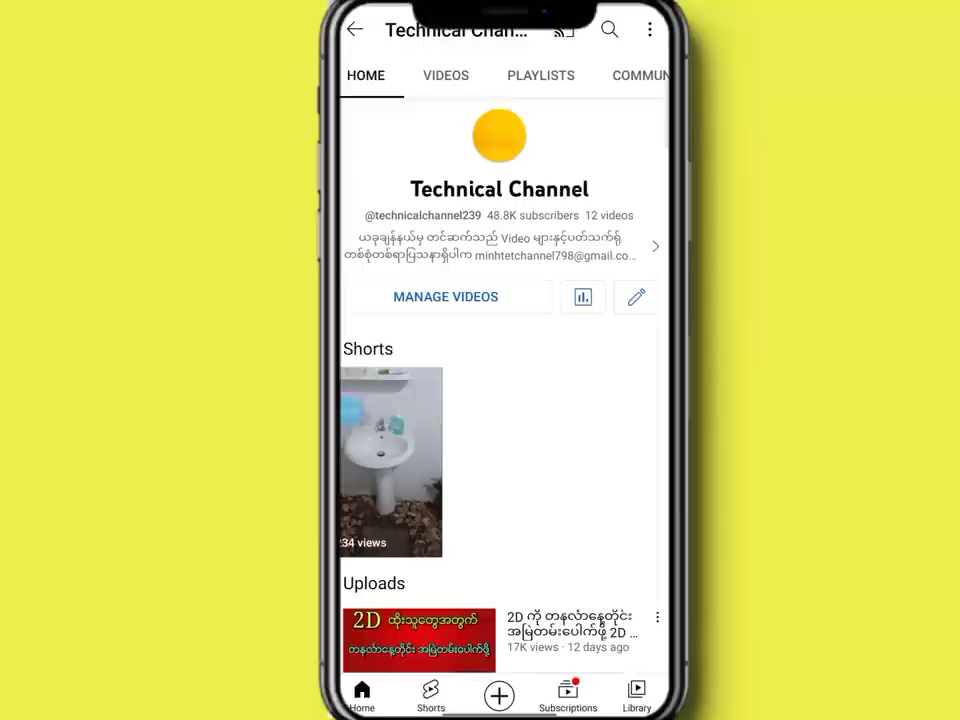 Technical Chan...
HOME VIDEOS PLAYLISTS COMMUN
Technical Channel
@technicalchannel239 48.8K subscribers 12 videos
ယခုချန်နယ်မှ တင်ဆက်သည် Video များနှင့်ပတ်သက်ရှိ
တစ်စုံတစ်ရာပြသနာရှိပါက minhtetchannel798@gmail.co...
MANAGE VIDEOS
Shorts
234 views
Uploads
2D ထိုးသူတွေအတွက်
တနင်္လာနေ့တိုင်း အမြဲတမ်းပေါက်ဖို့
2D ကို တနင်္လာနေ့တိုင်း
အမြဲတမ်းပေါက်ဖို့ 2D ...
17K views · 12 days ago
Home Shorts Subscriptions Library